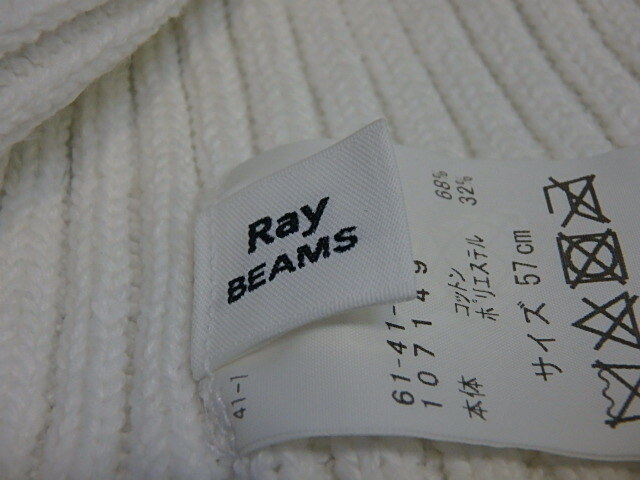 Ray
BEAMS
41-1
61-41-
107149
本体
コットン 68%
ポリエステル 32%
サイズ 57cm